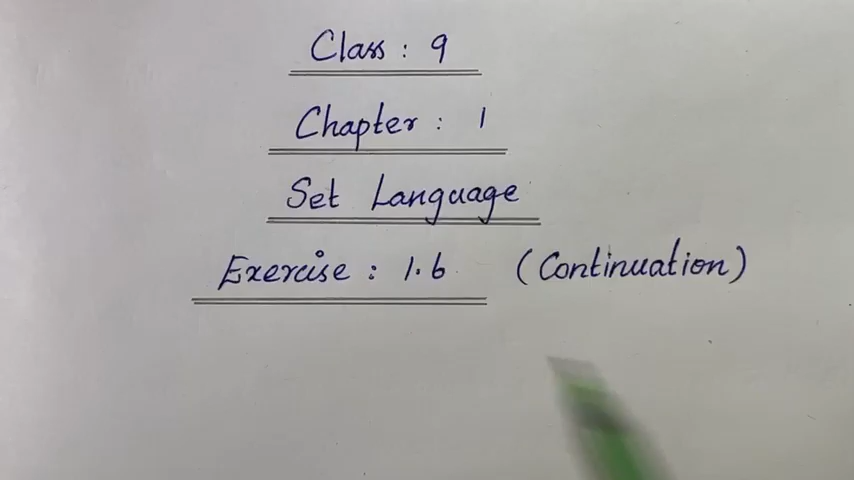 Class : 9
Chapter : 1
Set Language
Exercise : 1.6 (Continuation)